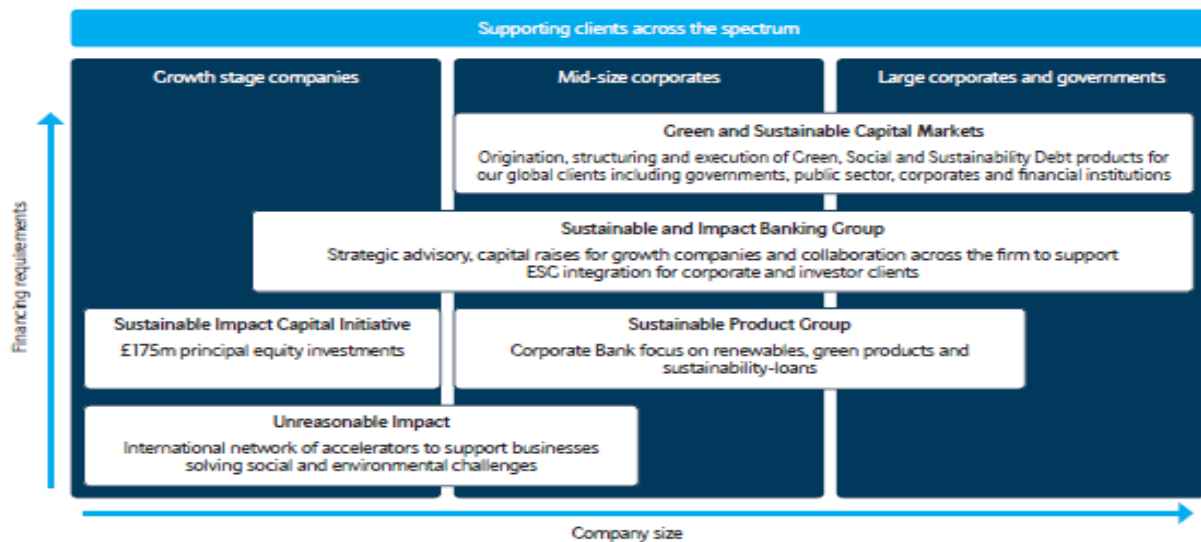 Supporting clients across the spectrum
Growth stage companies
Mid-size corporates
Large corporates and governments
Green and Sustainable Capital Markets
Origination, structuring and execution of Green, Social and Sustainability Debt products for
our global clients including governments, public sector, corporates and financial institutions
Sustainable and Impact Banking Group
Strategic advisory, capital raises for growth companies and collaboration across the firm to support
ESG integration for corporate and investor clients
Sustainable Impact Capital Initiative
£175m principal equity investments
Sustainable Product Group
Corporate Bank focus on renewables, green products and
sustainability-loans
Unreasonable Impact
International network of accelerators to support businesses
solving social and environmental challenges
Financing requirements
Company size